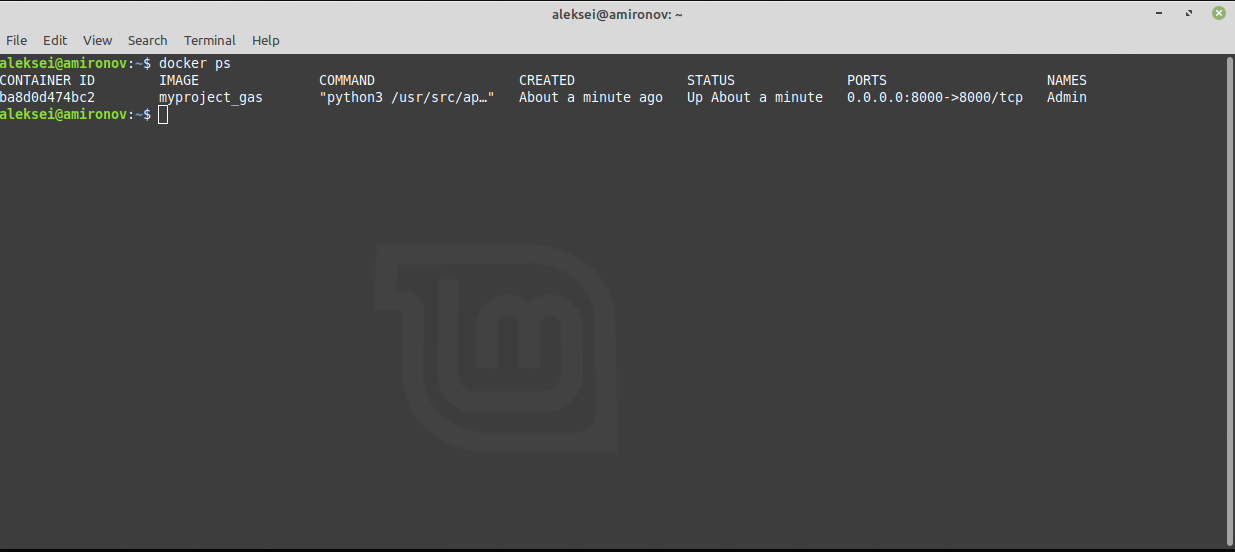 aleksei@amironov: ~
File Edit View Search Terminal Help
aleksei@amironov:~$ docker ps
CONTAINER ID IMAGE COMMAND CREATED STATUS PORTS NAMES
ba8d0d474bc2 myproject_gas "python3 /usr/src/ap…" About a minute ago Up About a minute 0.0.0.0:8000->8000/tcp Admin
aleksei@amironov:~$